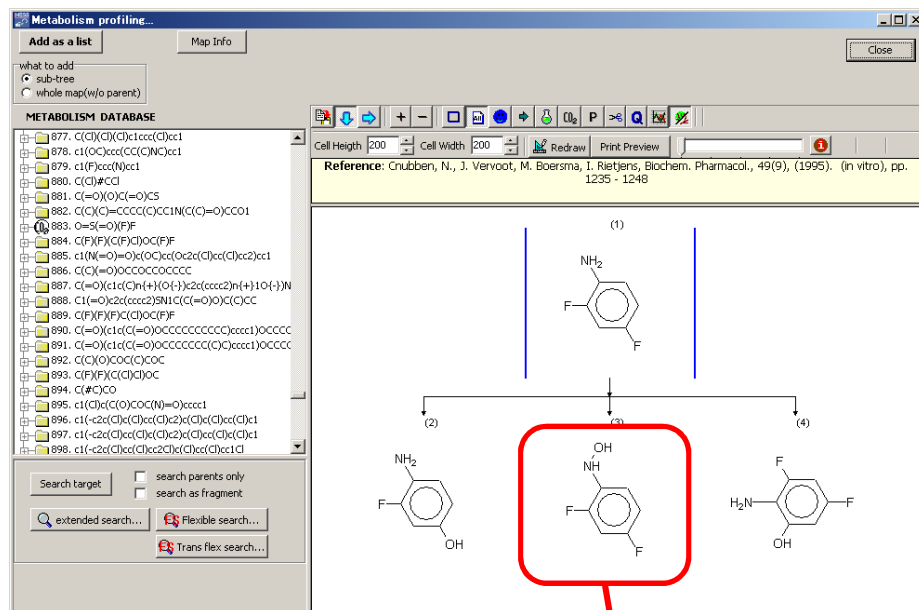 Metabolism profiling...
Add as a list
Map Info
Close
what to add
sub-tree
whole map(w/o parent)
METABOLISM DATABASE
877. C(Cl)(Cl)(Cl)c1ccc(Cl)cc1
878. c1(OC)ccc(CC(C)NC)cc1
879. c1(F)ccc(N)cc1
880. C(Cl)#CCl
881. C(=O)(O)C(=O)CS
882. C(C)(C)=CCCC(C)CC1N(C(C)=O)CCO1
883. O=S(=O)(F)F
884. C(F)(F)(C(F)Cl)OC(F)F
885. c1(N(=O)=O)c(OC)cc(Oc2c(Cl)cc(Cl)cc2)cc1
886. C(C)(=O)OCCOCCOCCCC
887. C(=O)(c1c(C)n{+}(O{-})c2c(cccc2)n{+}1O{-})N
888. C1(=O)c2c(cccc2)SN1C(C(=O)O)C(C)CC
889. C(F)(F)(F)C(Cl)OC(F)F
890. C(=O)(c1c(C(=O)OCCCCCCCCCC)cccc1)OCCCC
891. C(=O)(c1c(C(=O)OCCCCCCC(C)C)cccc1)OCCCC
892. C(C)(O)COC(C)COC
893. C(F)(F)(C(Cl)Cl)OC
894. C(#C)CO
895. c1(Cl)c(C(O)COC(N)=O)cccc1
896. c1(-c2c(Cl)c(Cl)cc(Cl)c2)c(Cl)c(Cl)cc(Cl)c1
897. c1(-c2c(Cl)cc(Cl)c(Cl)c2)c(Cl)cc(Cl)c(Cl)c1
898. c1(-c2c(Cl)cc(Cl)cc2Cl)c(Cl)cc(Cl)cc1Cl
Search target
search parents only
search as fragment
extended search...
Flexible search...
Trans flex search...
All CO₂ P Q
Cell Heigth 200 Cell Width 200 Redraw Print Preview
Reference: Cnubben, N., J. Vervoot, M. Boersma, I. Rietjens, Biochem. Pharmacol., 49(9), (1995). (in vitro), pp.
1235 - 1248
(1)
NH₂
F
F
(2) (3) (4)
NH₂
F
OH
OH
NH
F
F
F
H₂N
F
OH